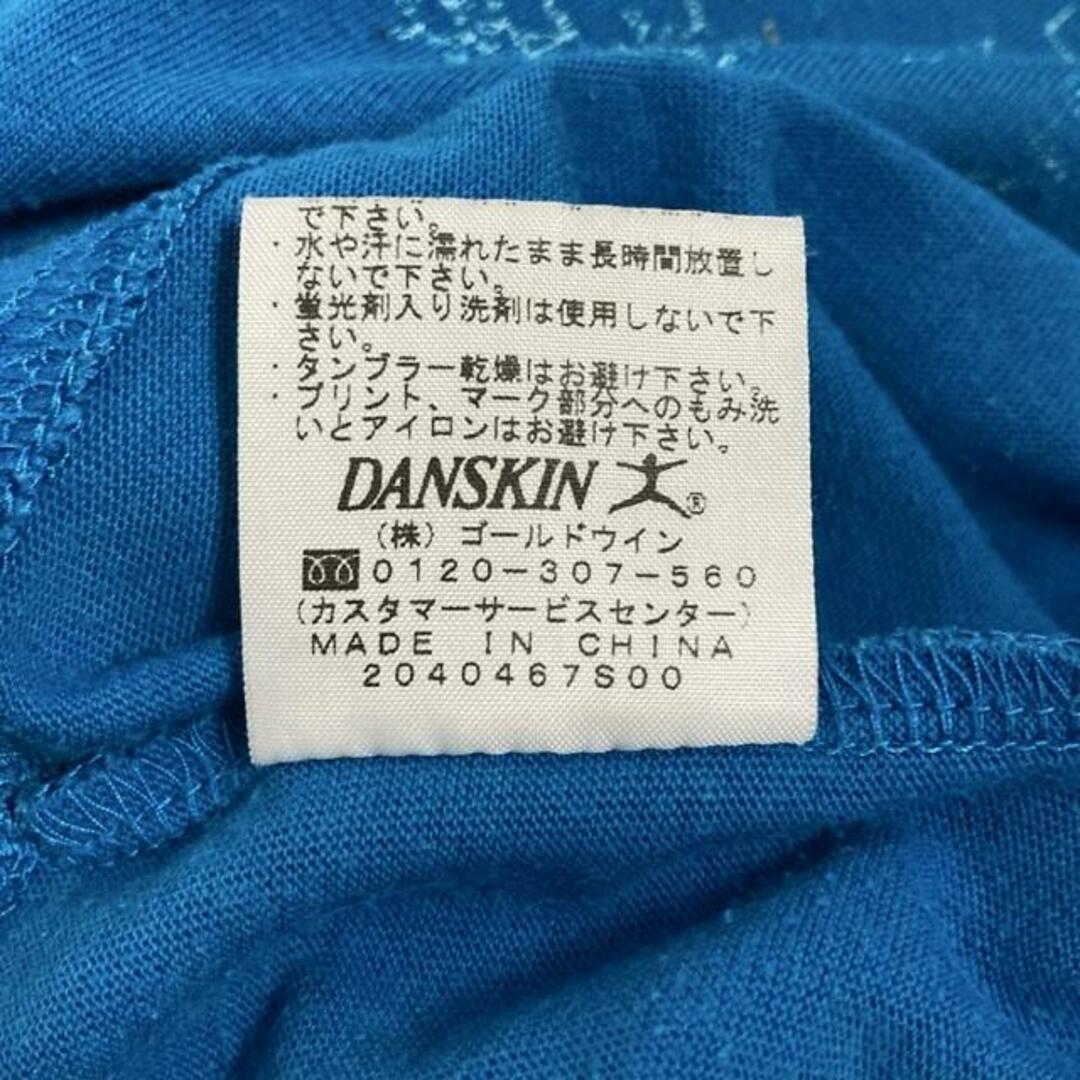 で下さい。
・水や汗に濡れたまま長時間放置し
ないで下さい。
・蛍光剤入り洗剤は使用しないで下
さい。
・タンブラー乾燥はお避け下さい。
・プリント、マーク部分へのもみ洗
いとアイロンはお避け下さい。
DANSKIN ®
(株)ゴールドウイン
0120-307-560
(カスタマーサービスセンター)
MADE IN CHINA
2040467S00